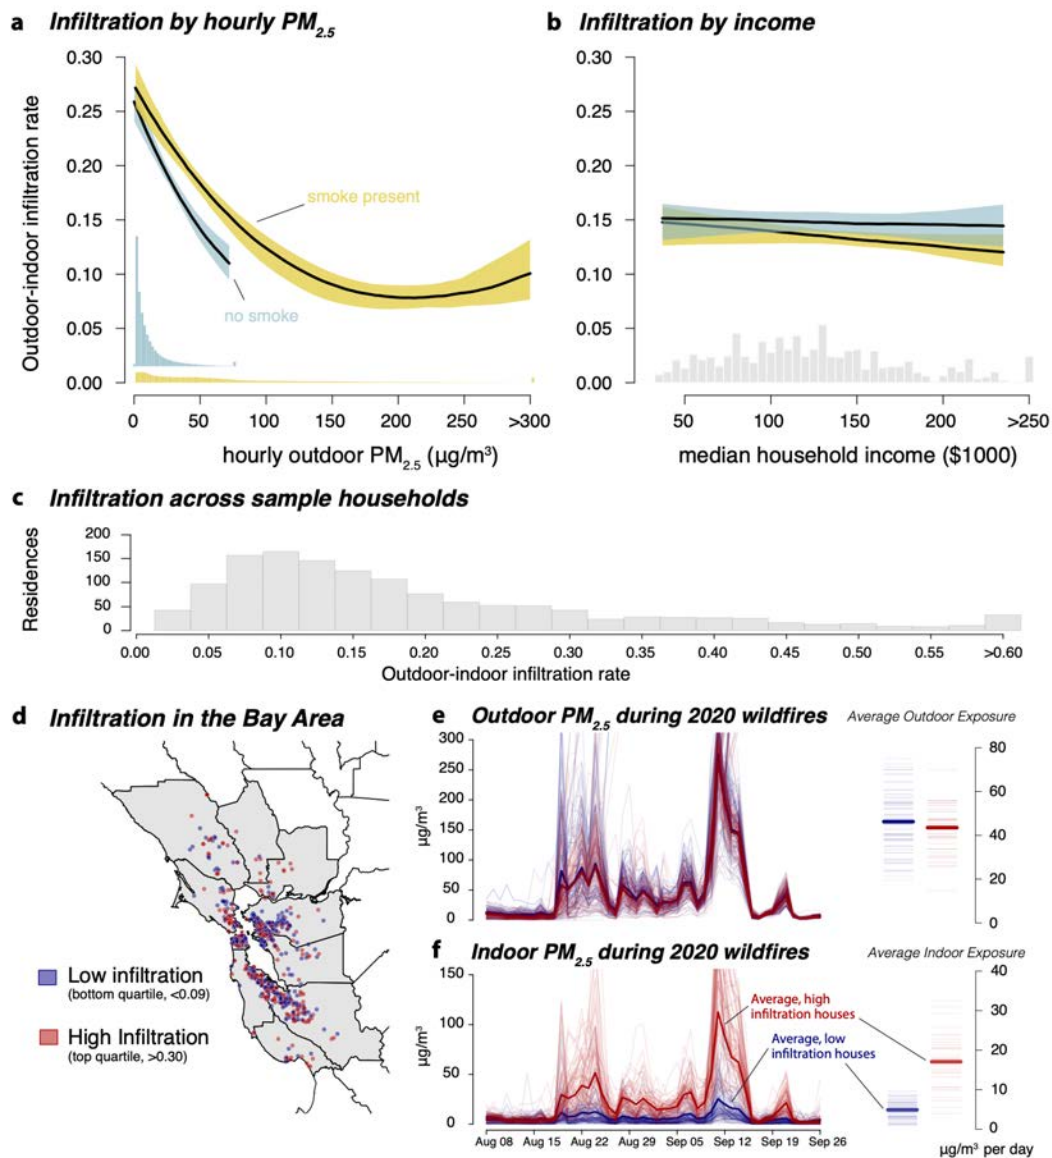 a Infiltration by hourly PM2.5
b Infiltration by income
Outdoor-indoor infiltration rate
0.30
0.25
0.20
0.15
0.10
0.05
0.00
smoke present
no smoke
0 50 100 150 200 250 >300
hourly outdoor PM2.5 (µg/m³)
0.30
0.25
0.20
0.15
0.10
0.05
0.00
50 100 150 200 >250
median household income ($1000)
c Infiltration across sample households
Residences
200
150
100
50
0
0.00 0.05 0.10 0.15 0.20 0.25 0.30 0.35 0.40 0.45 0.50 0.55 >0.60
Outdoor-indoor infiltration rate
d Infiltration in the Bay Area
Low infiltration
(bottom quartile, <0.09)
High Infiltration
(top quartile, >0.30)
e Outdoor PM2.5 during 2020 wildfires
Average Outdoor Exposure
µg/m³
300
250
200
150
100
50
0
80
60
40
20
0
f Indoor PM2.5 during 2020 wildfires
Average Indoor Exposure
µg/m³
150
100
50
0
Average, high
infiltration houses
Average, low
infiltration houses
40
30
20
10
0
Aug 08 Aug 15 Aug 22 Aug 29 Sep 05 Sep 12 Sep 19 Sep 26
µg/m³ per day